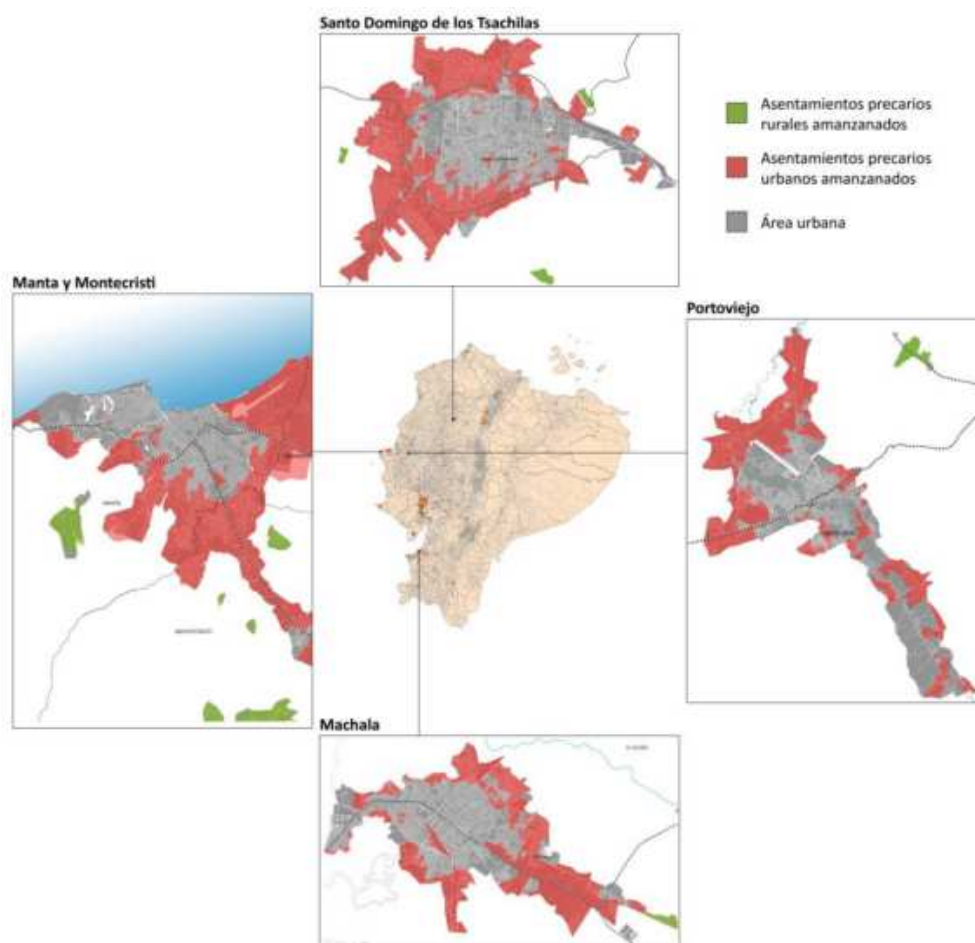 Santo Domingo de los Tsachilas
Asentamientos precarios
rurales amanzanados
Asentamientos precarios
urbanos amanzanados
Área urbana
Manta y Montecristi
Portoviejo
Machala